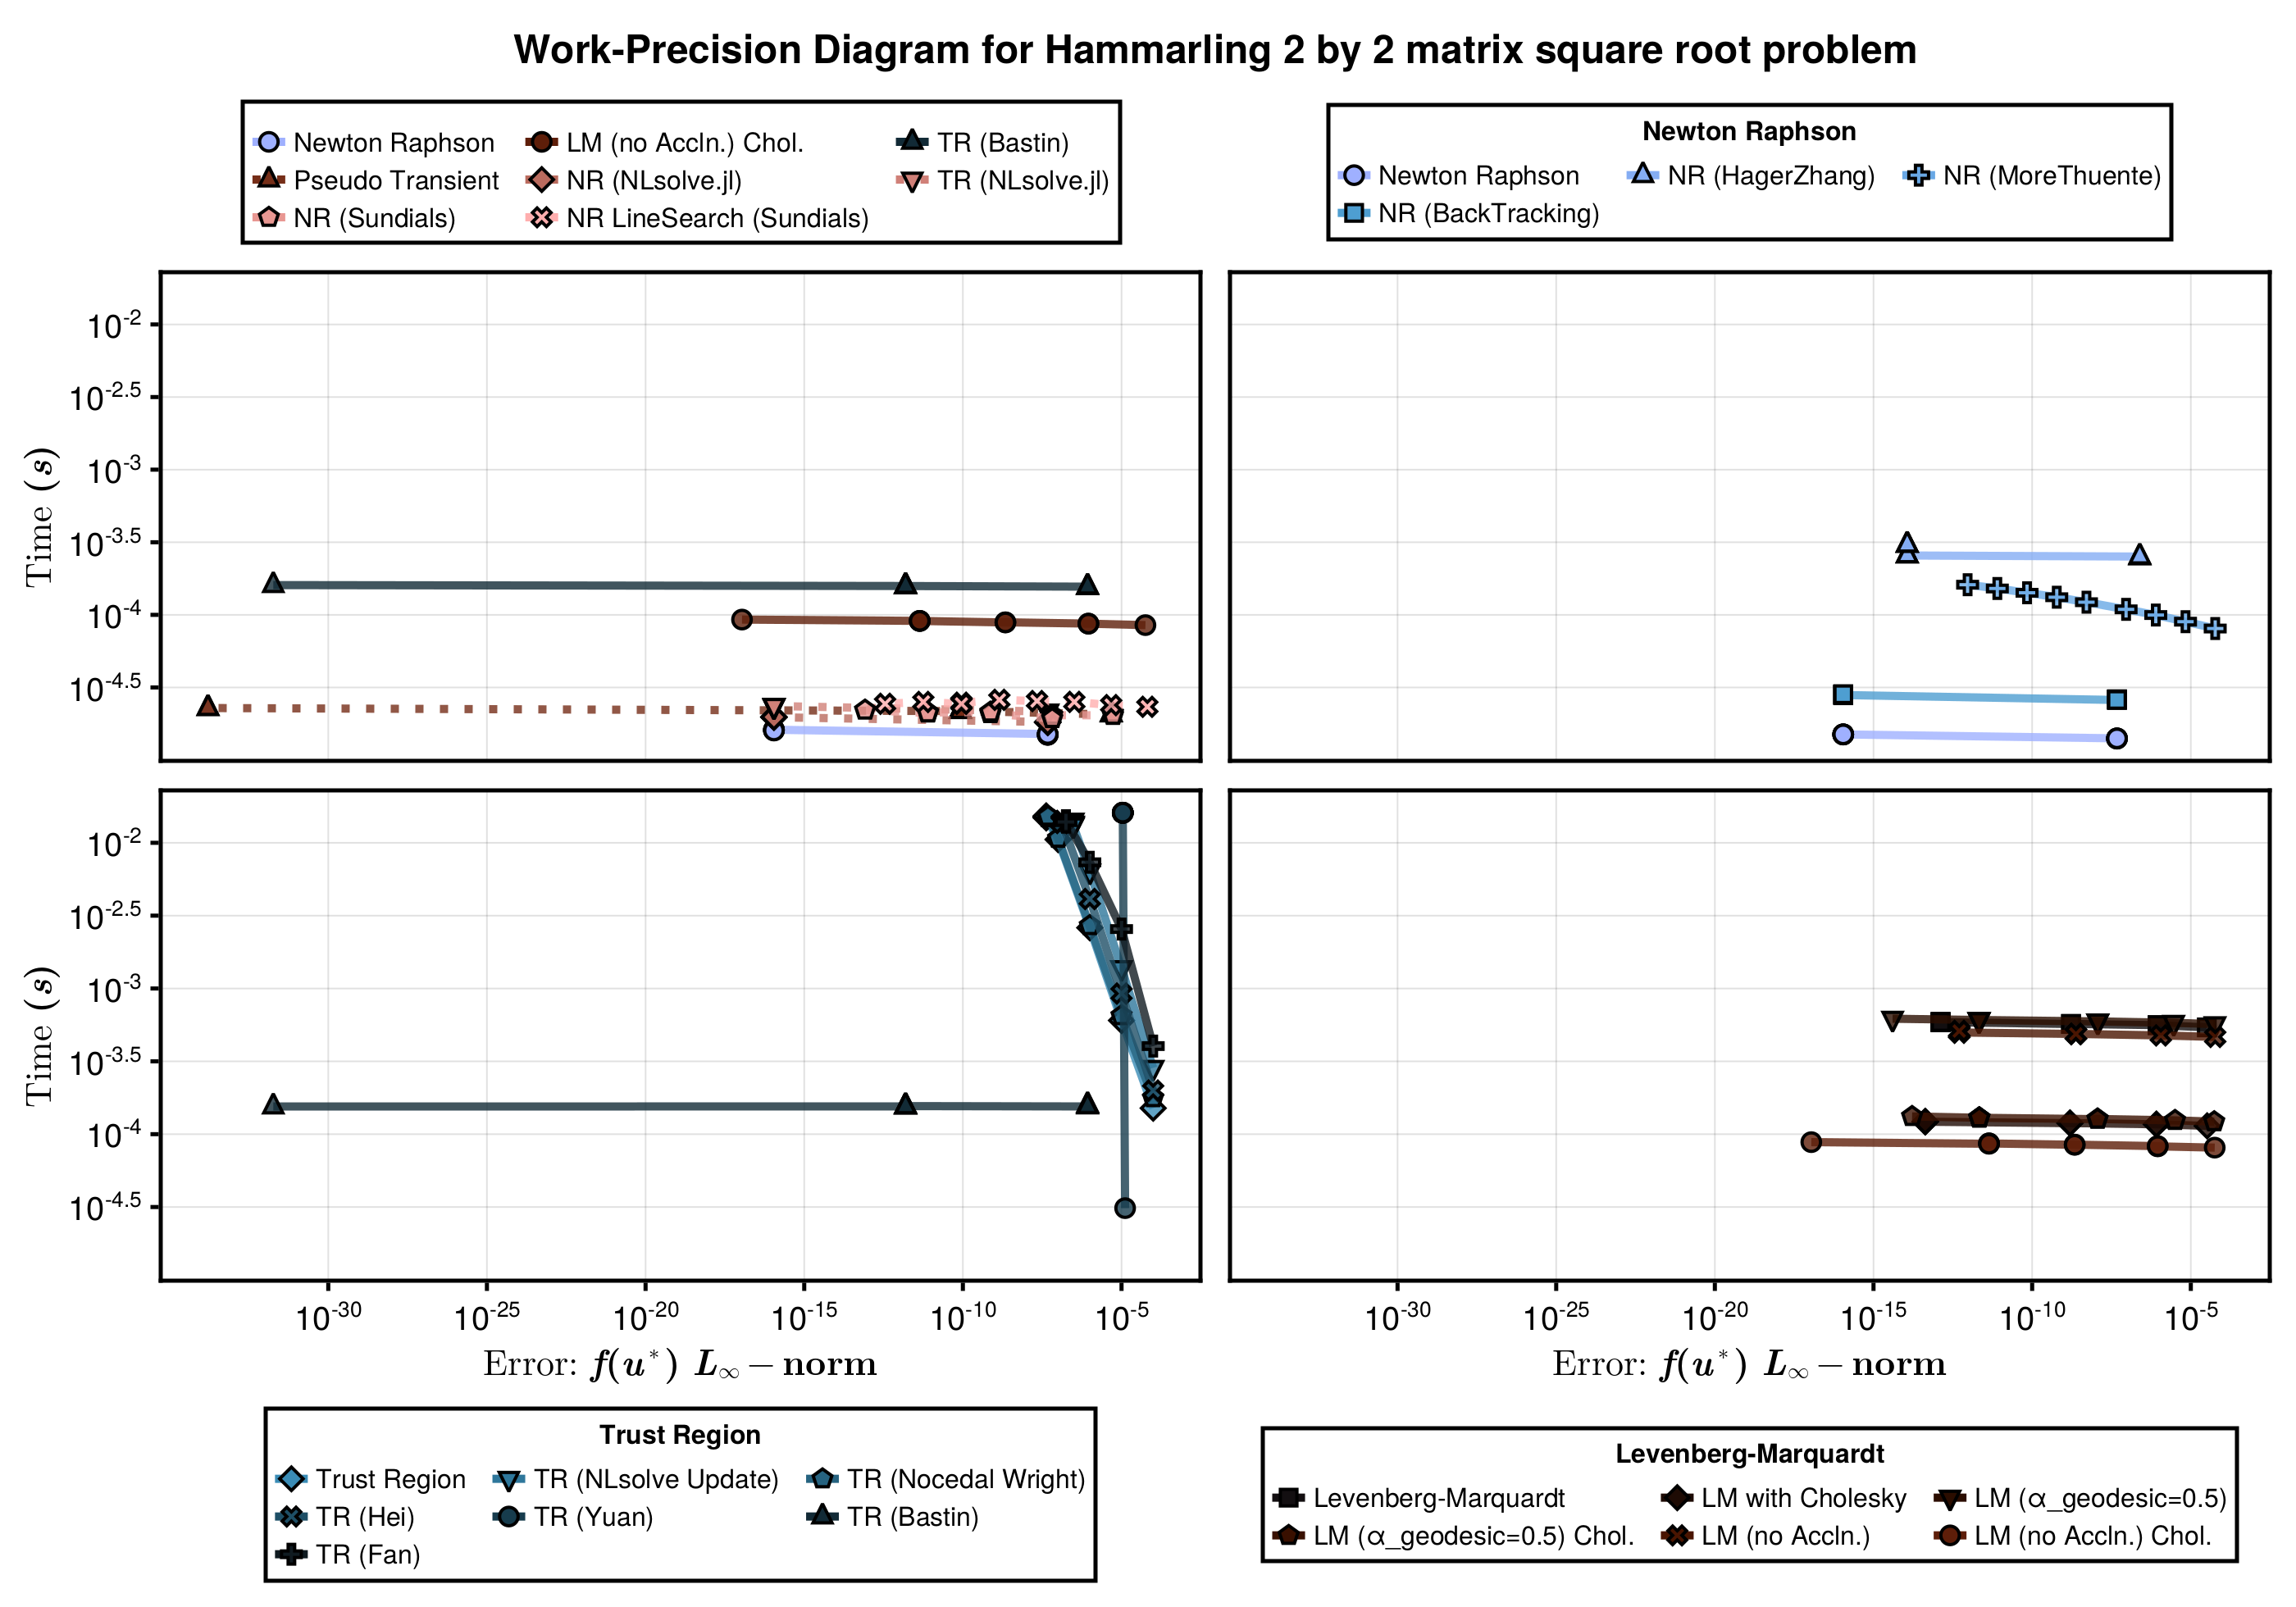 Work-Precision Diagram for Hammarling 2 by 2 matrix square root problem
Newton Raphson LM (no Accln.) Chol. TR (Bastin)
Pseudo Transient NR (NLsolve.jl) TR (NLsolve.jl)
NR (Sundials) NR LineSearch (Sundials)
Newton Raphson
Newton Raphson NR (HagerZhang) NR (MoreThuente)
NR (BackTracking)
Time (s)
10^-2
10^-2.5
10^-3
10^-3.5
10^-4
10^-4.5
Time (s)
10^-2
10^-2.5
10^-3
10^-3.5
10^-4
10^-4.5
10^-30 10^-25 10^-20 10^-15 10^-10 10^-5
Error: f(u*) L∞ − norm
10^-30 10^-25 10^-20 10^-15 10^-10 10^-5
Error: f(u*) L∞ − norm
Trust Region
Trust Region TR (NLsolve Update) TR (Nocedal Wright)
TR (Hei) TR (Yuan) TR (Bastin)
TR (Fan)
Levenberg-Marquardt
Levenberg-Marquardt LM with Cholesky LM (α_geodesic=0.5)
LM (α_geodesic=0.5) Chol. LM (no Accln.) LM (no Accln.) Chol.